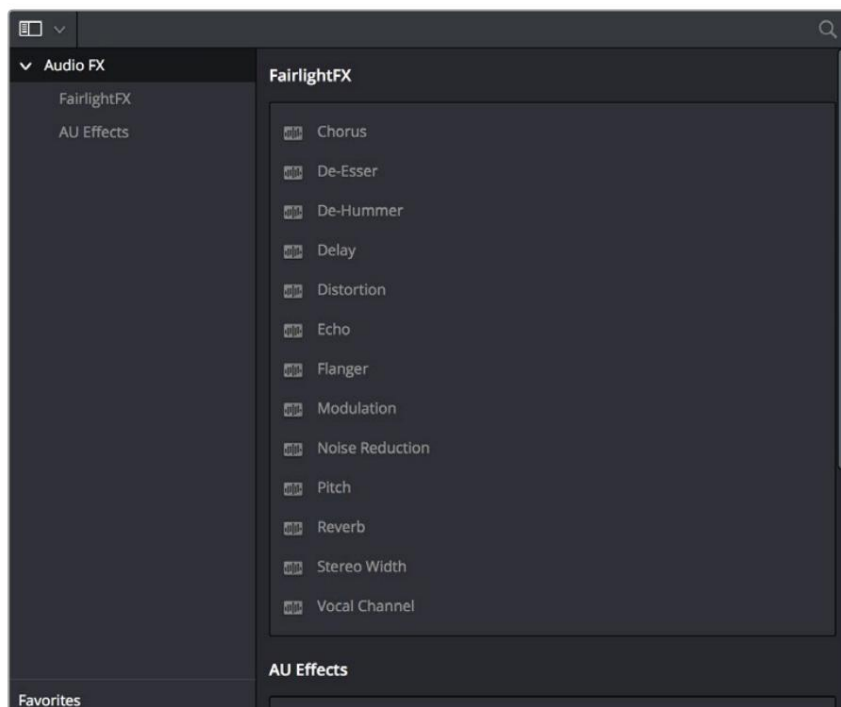 Audio FX
FairlightFX
AU Effects
Favorites
FairlightFX
Chorus
De-Esser
De-Hummer
Delay
Distortion
Echo
Flanger
Modulation
Noise Reduction
Pitch
Reverb
Stereo Width
Vocal Channel
AU Effects